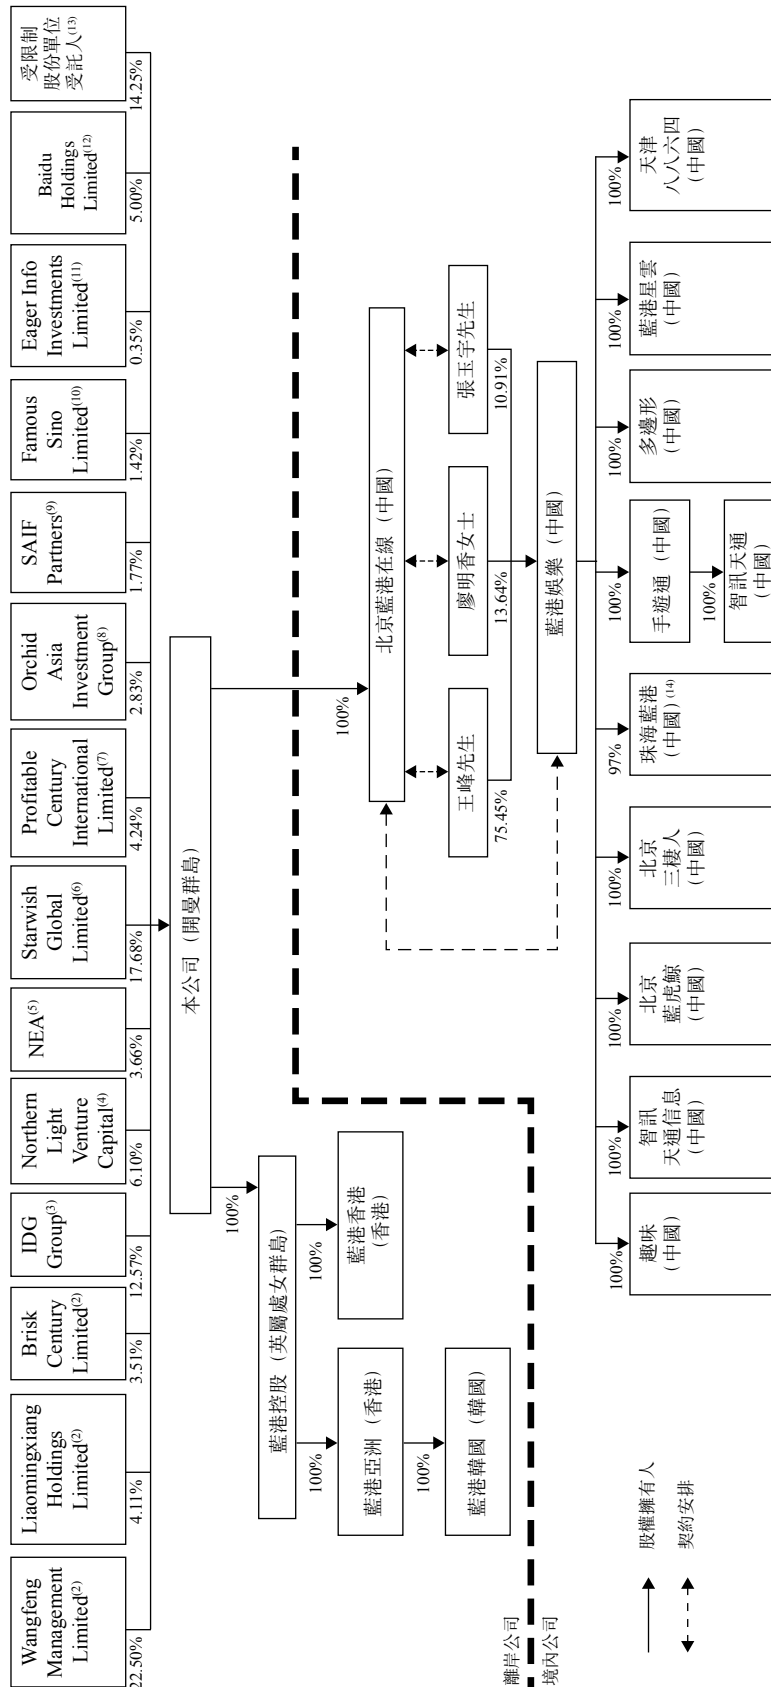 Wangfeng
Management
Limited(2)
Liaomingxiang
Holdings
Limited(2)
Brisk
Century
Limited(2)
IDG
Group(3)
Northern
Light
Venture
Capital(4)
NEA(5)
Starwish
Global
Limited(6)
Profitable
Century
International
Limited(7)
Orchid
Asia
Investment
Group(8)
SAIF
Partners(9)
Famous
Sino
Limited(10)
Eager Info
Investments
Limited(11)
Baidu
Holdings
Limited(12)
受限制
股份單位
受託人(13)
22.50%
4.11%
3.51%
12.57%
6.10%
3.66%
17.68%
4.24%
2.83%
1.77%
1.42%
0.35%
5.00%
14.25%
本公司（開曼群島）
100%
藍港控股（英屬處女群島）
100%
100%
藍港亞洲（香港）
藍港香港
（香港）
100%
藍港韓國（韓國）
離岸公司
境內公司
100%
北京藍港在線（中國）
王峰先生
廖明香女士
張玉宇先生
75.45%
13.64%
10.91%
藍港娛樂（中國）
100%
100%
100%
100%
97%
100%
100%
100%
100%
趣味
（中國）
智訊
天通信息
（中國）
北京
藍虎鯨
（中國）
北京
三棲人
（中國）
珠海藍港
（中國）(14)
手遊通（中國）
多邊形
（中國）
藍港星雲
（中國）
天津
八八六四
（中國）
100%
智訊天通
（中國）
股權擁有人
契約安排